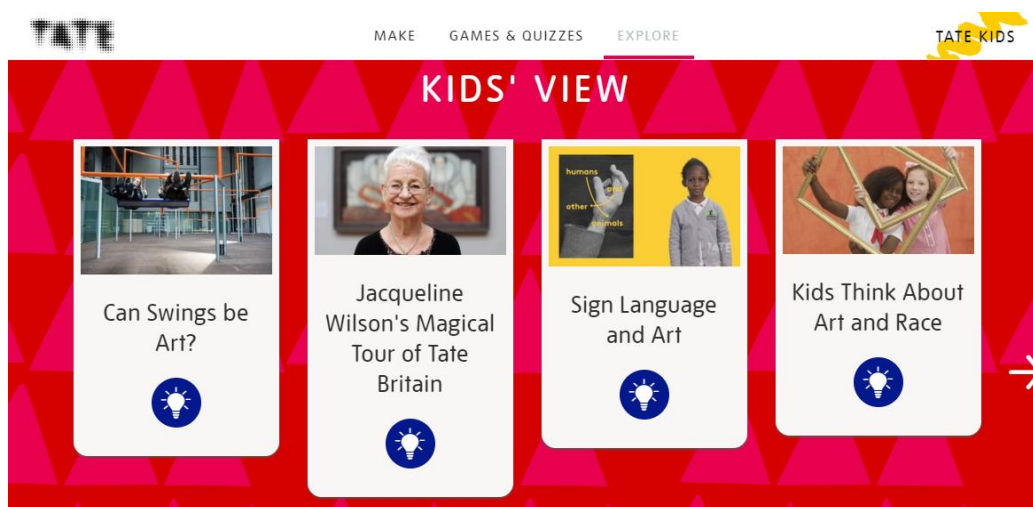 TATE
MAKE GAMES & QUIZZES EXPLORE
TATE KIDS
KIDS' VIEW
humans
and
other
animals
TATE
Can Swings be
Art?
Jacqueline
Wilson's Magical
Tour of Tate
Britain
Sign Language
and Art
Kids Think About
Art and Race